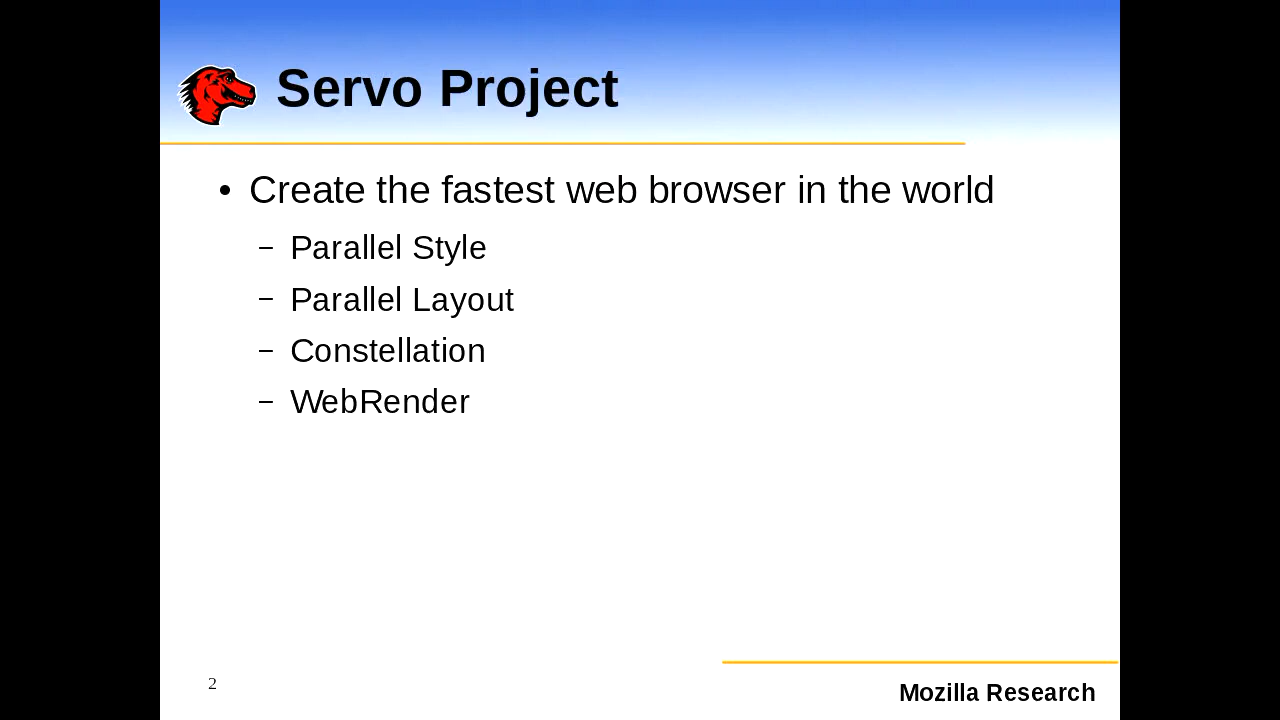 Servo Project
• Create the fastest web browser in the world
– Parallel Style
– Parallel Layout
– Constellation
– WebRender
2
Mozilla Research